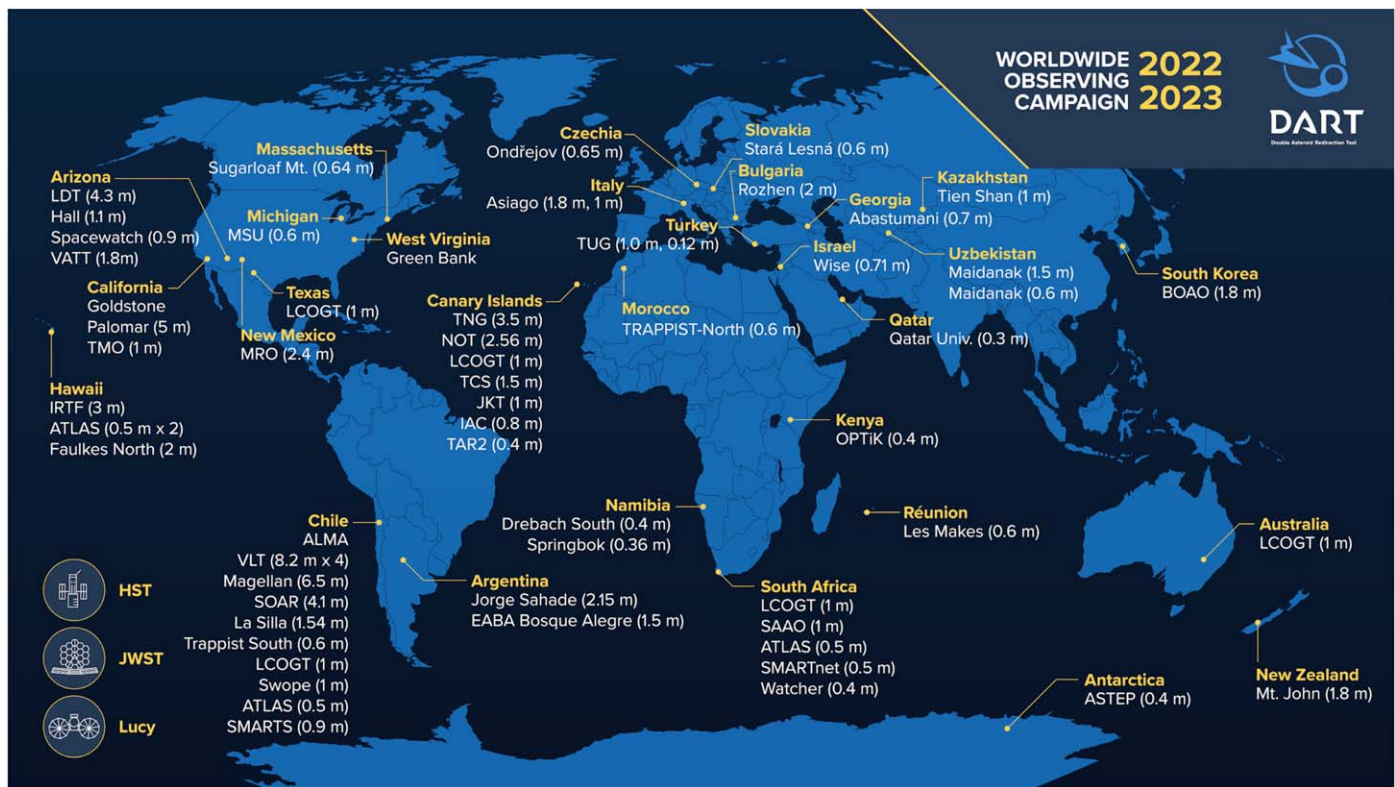 WORLDWIDE
OBSERVING
CAMPAIGN
2022
2023
DART
Double Asteroid Redirection Test
Massachusetts
Sugarloaf Mt. (0.64 m)
Arizona
LDT (4.3 m)
Hall (1.1 m)
Spacewatch (0.9 m)
VATT (1.8m)
Michigan
MSU (0.6 m)
West Virginia
Green Bank
California
Goldstone
Palomar (5 m)
TMO (1 m)
Texas
LCOGT (1 m)
New Mexico
MRO (2.4 m)
Hawaii
IRTF (3 m)
ATLAS (0.5 m x 2)
Faulkes North (2 m)
Czechia
Ondřejov (0.65 m)
Slovakia
Stará Lesná (0.6 m)
Italy
Asiago (1.8 m, 1 m)
Bulgaria
Rozhen (2 m)
Turkey
TUG (1.0 m, 0.12 m)
Georgia
Abastumani (0.7 m)
Kazakhstan
Tien Shan (1 m)
Israel
Wise (0.71 m)
Uzbekistan
Maidanak (1.5 m)
Maidanak (0.6 m)
South Korea
BOAO (1.8 m)
Canary Islands
TNG (3.5 m)
NOT (2.56 m)
LCOGT (1 m)
TCS (1.5 m)
JKT (1 m)
IAC (0.8 m)
TAR2 (0.4 m)
Morocco
TRAPPIST-North (0.6 m)
Qatar
Qatar Univ. (0.3 m)
Kenya
OPTiK (0.4 m)
Namibia
Drebach South (0.4 m)
Springbok (0.36 m)
Réunion
Les Makes (0.6 m)
Chile
ALMA
VLT (8.2 m x 4)
Magellan (6.5 m)
SOAR (4.1 m)
La Silla (1.54 m)
Trappist South (0.6 m)
LCOGT (1 m)
Swope (1 m)
ATLAS (0.5 m)
SMARTS (0.9 m)
Argentina
Jorge Sahade (2.15 m)
EABA Bosque Alegre (1.5 m)
South Africa
LCOGT (1 m)
SAAO (1 m)
ATLAS (0.5 m)
SMARTnet (0.5 m)
Watcher (0.4 m)
Australia
LCOGT (1 m)
New Zealand
Mt. John (1.8 m)
Antarctica
ASTEP (0.4 m)
HST
JWST
Lucy